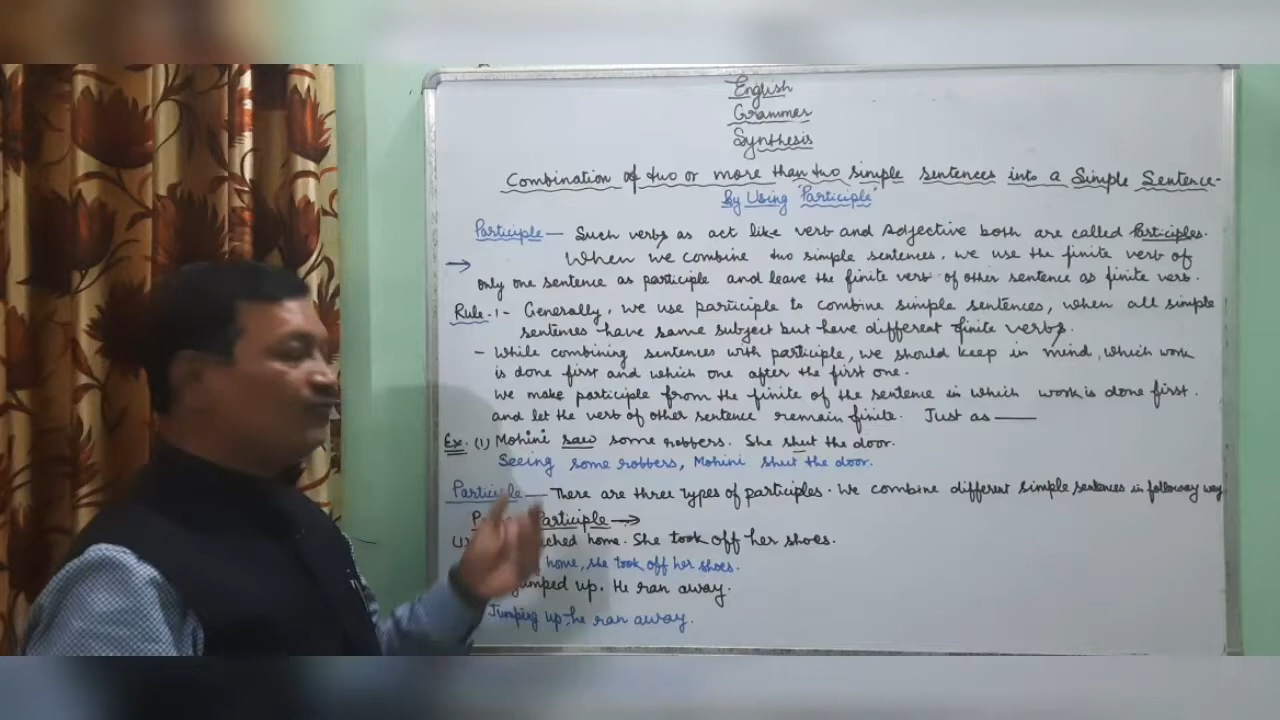 English
Grammer
Synthesis
Combination of two or more than two simple sentences into a Simple Sentence-
By Using 'Participle'
Participle — Such verbs as act like verb and Adjective both are called Participles.
→ When we combine two simple sentences, we use the finite verb of
only one sentence as participle and leave the finite verb of other sentence as finite verb.
Rule-1- Generally, we use participle to combine simple sentences, when all simple
sentences have same subject but have different finite verbs.
- While combining sentences with participle, we should keep in mind, which work
is done first and which one after the first one.
We make participle from the finite of the sentence in which work is done first.
and let the verb of other sentence remain finite. Just as —
Ex. (1) Mohini saw some robbers. She shut the door.
Seeing some robbers, Mohini shut the door.
Participle — There are three types of participles. We combine different simple sentences in following way
Participle →
(1) home. She took off her shoes.
home, she took off her shoes.
jumped up. He ran away.
Jumping up, he ran away.